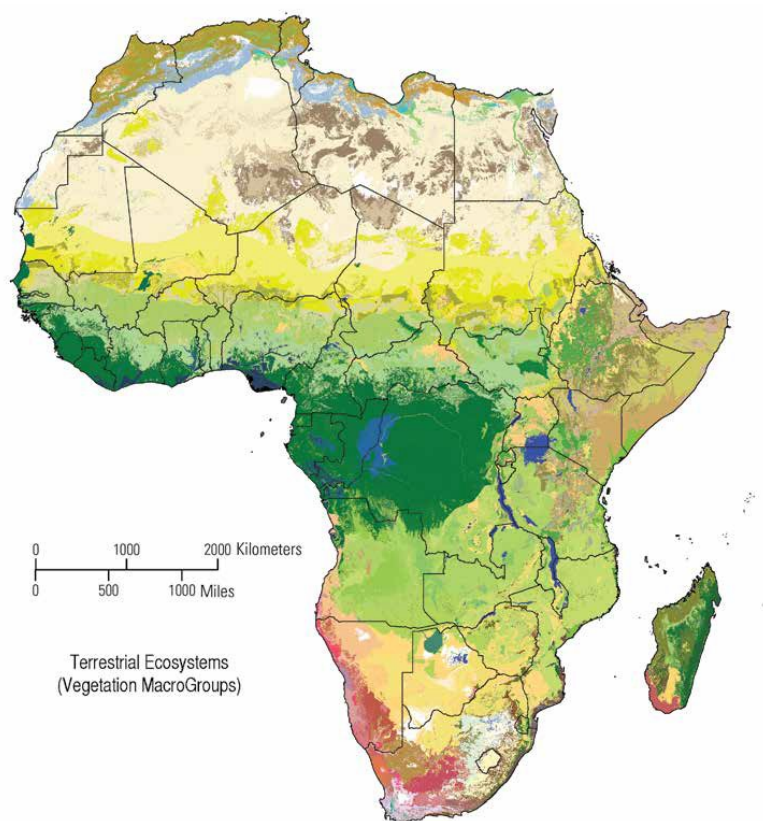 0 1000 2000 Kilometers
0 500 1000 Miles
Terrestrial Ecosystems
(Vegetation MacroGroups)